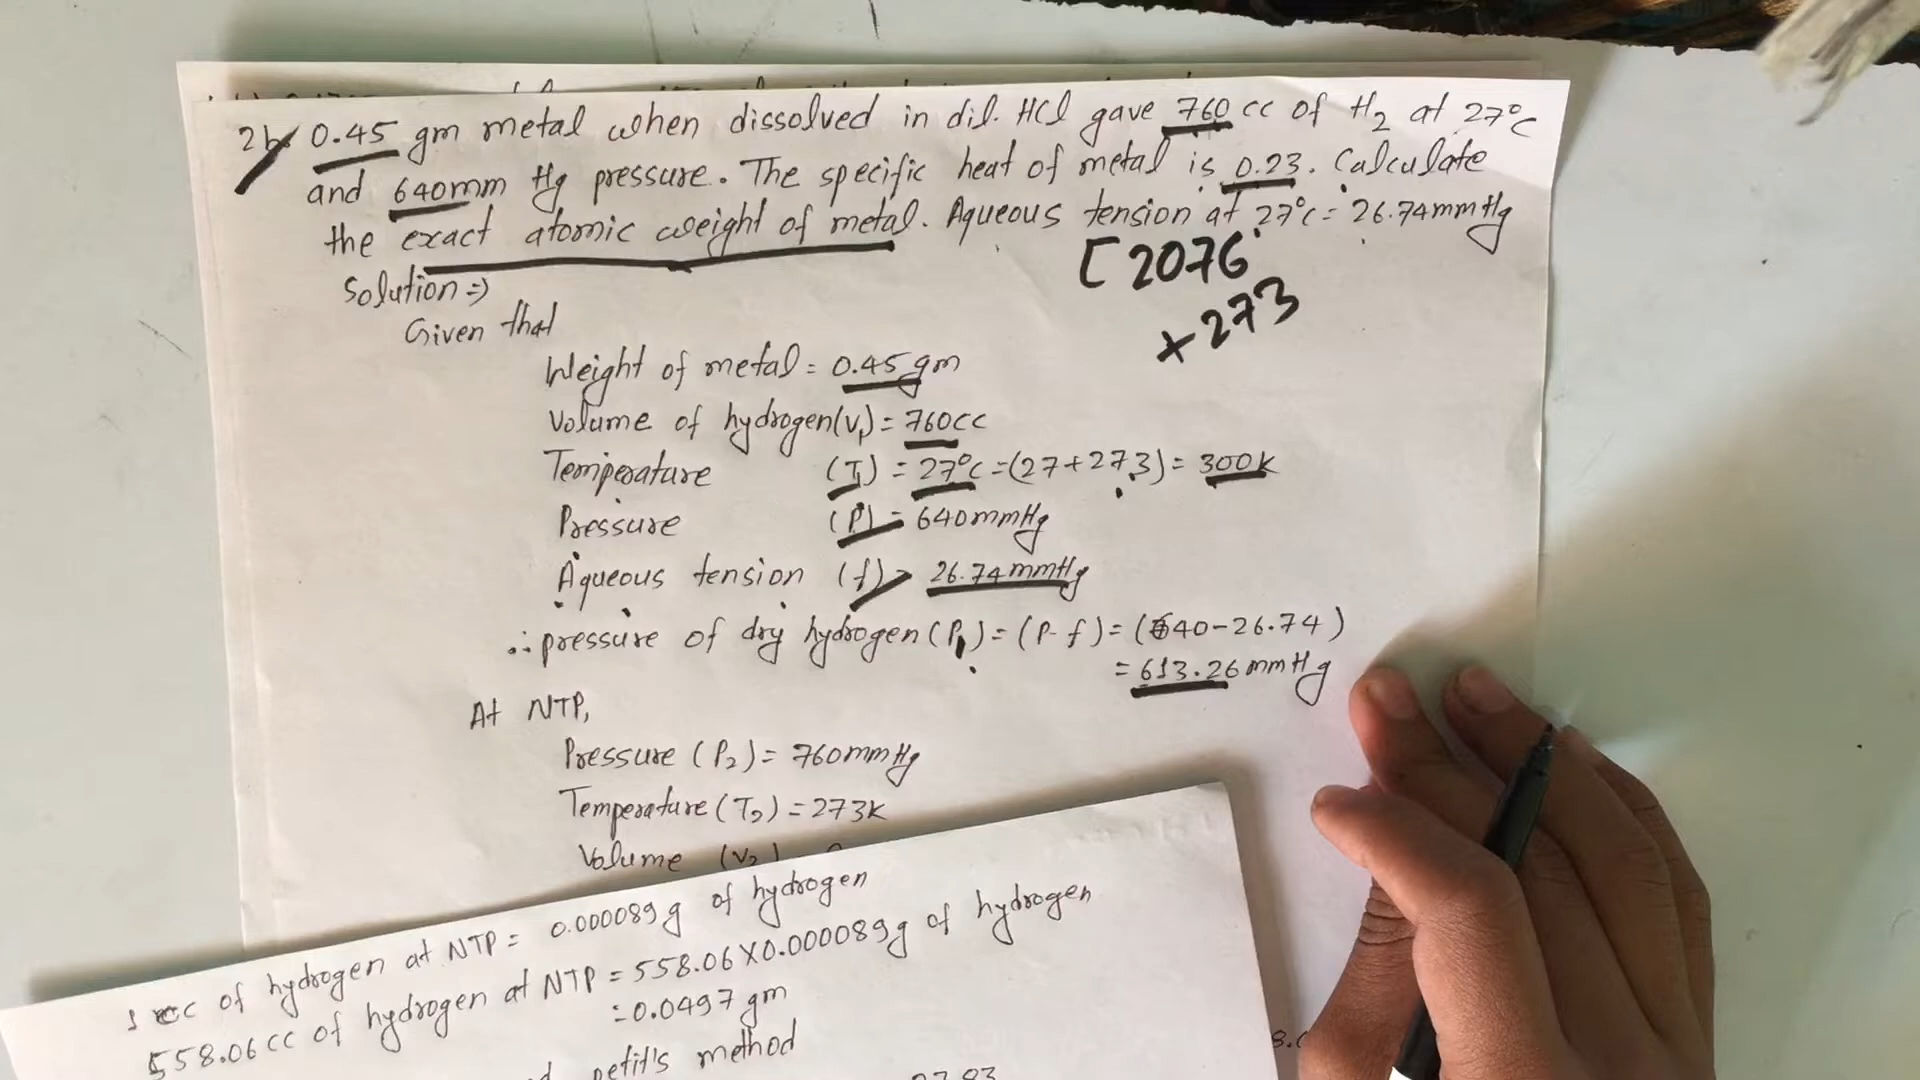 2b. 0.45 gm metal when dissolved in dil. HCl gave 760 cc of H2 at 27°C
and 640mm Hg pressure. The specific heat of metal is 0.23. Calculate
the exact atomic weight of metal. Aqueous tension at 27°C = 26.74mmHg
[2076
Solution =>
×273
Given that
Weight of metal = 0.45 gm
Volume of hydrogen(V1) = 760cc
Temperature (T1) = 27°C = (27+273) = 300K
Pressure (P) = 640mmHg
Aqueous tension (f) = 26.74mmHg
∴ pressure of dry hydrogen (P1) = (P-f) = (640-26.74)
= 613.26 mmHg
At NTP,
Pressure (P2) = 760mmHg
Temperature (T2) = 273K
Volume (V2)
1 cc of hydrogen at NTP = 0.000089g of hydrogen
558.06 cc of hydrogen at NTP = 558.06×0.000089g of hydrogen
= 0.0497 gm
petit's method